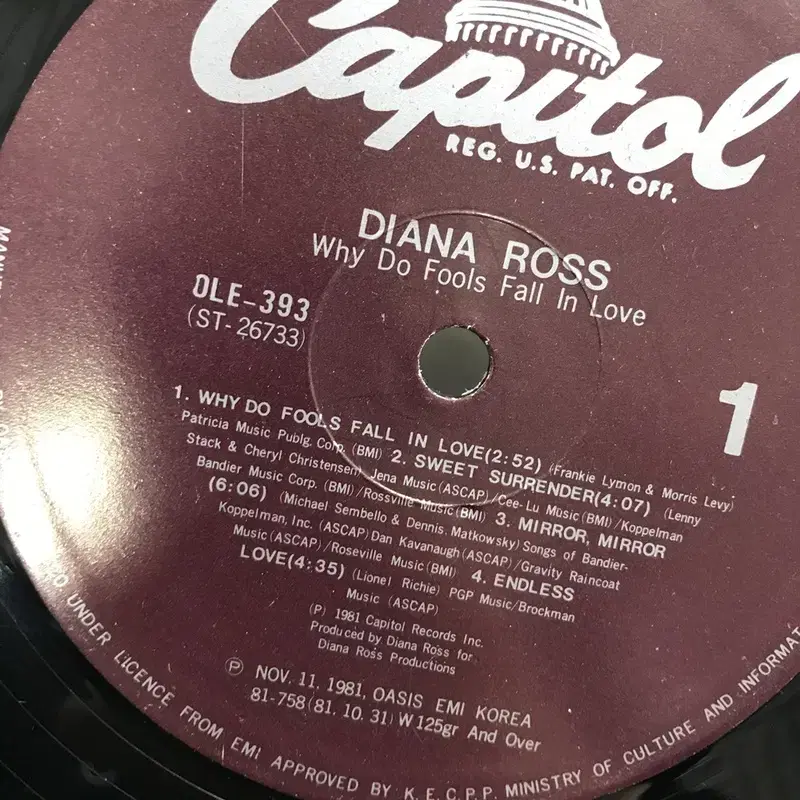 Capitol
REG. U.S. PAT. OFF.
DIANA ROSS
Why Do Fools Fall In Love
OLE-393
(ST-26733)
1
1. WHY DO FOOLS FALL IN LOVE(2:52) (Frankie Lymon & Morris Levy)
Patricia Music Publg. Corp. (BMI) 2. SWEET SURRENDER(4:07) (Lenny
Stack & Cheryl Christensen) Jena Music(ASCAP)/Cee-Lu Music(BMI)/Koppelman
Bandier Music Corp. (BMI)/Rossville Music(BMI) 3. MIRROR, MIRROR
(6:06) (Michael Sembello & Dennis. Matkowsky) Songs of Bandier-
Koppelman, Inc. (ASCAP) Dan Kavanaugh(ASCAP)/Gravity Raincoat
Music(ASCAP)/Roseville Music(BMI) 4. ENDLESS
LOVE(4:35) (Lionel Richie) PGP Music/Brockman
Music (ASCAP)
(P) 1981 Capitol Records Inc.
Produced by Diana Ross for
Diana Ross Productions
Ⓟ NOV. 11. 1981, OASIS EMI KOREA
81-758(81. 10. 31) W 125gr And Over
UNDER LICENCE FROM EMI APPROVED BY K. E. C. P. P. MINISTRY OF CULTURE AND